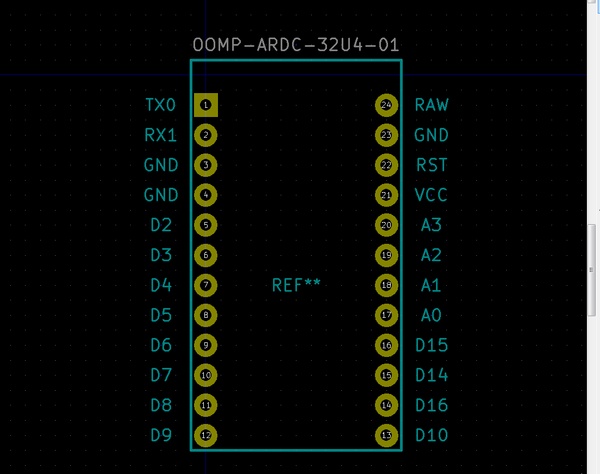 OOMP-ARDC-32U4-01
TX0 1 24 RAW
RX1 2 23 GND
GND 3 22 RST
GND 4 21 VCC
D2 5 20 A3
D3 6 19 A2
D4 7 REF** 18 A1
D5 8 17 A0
D6 9 16 D15
D7 10 15 D14
D8 11 14 D16
D9 12 13 D10